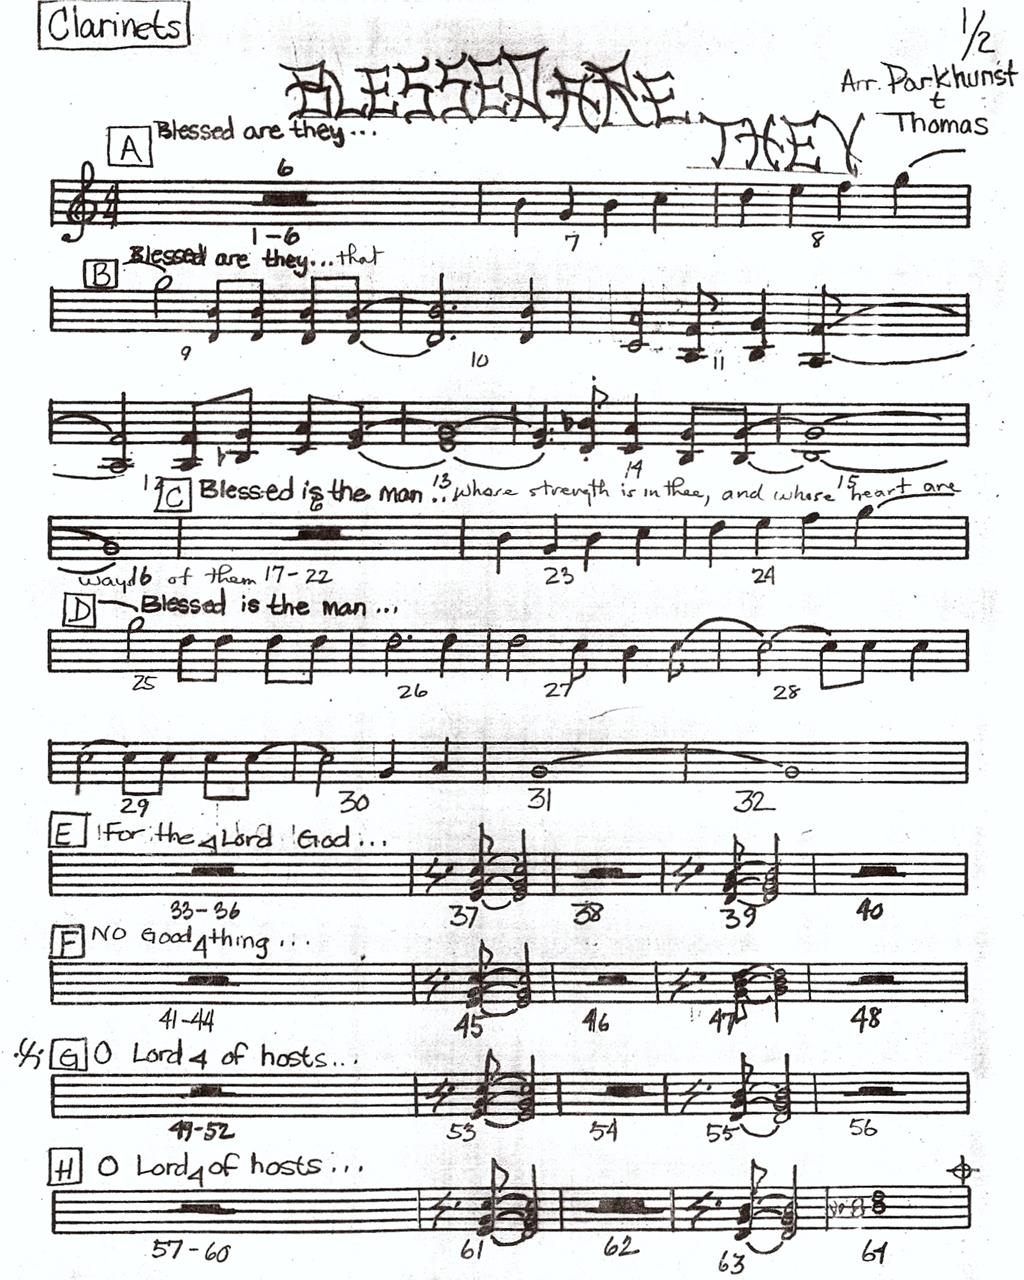 Clarinets
1/2
BLESSED ARE
THEY
Arr. Parkhurst
+
Thomas
A Blessed are they...
6
4
4
1-6 7 8
B Blessed are they... that
9 10 11
12 13 14 15
C Blessed is the man... whose strength is in thee, and whose heart are
6
ways 16 of them 17-22 23 24
D Blessed is the man...
25 26 27 28
29 30 31 32
E For the Lord God...
4
33-36 37 38 39 40
F NO Good thing...
4
41-44 45 46 47 48
G O Lord of hosts...
4
49-52 53 54 55 56
H O Lord of hosts...
4
57-60 61 62 63 64